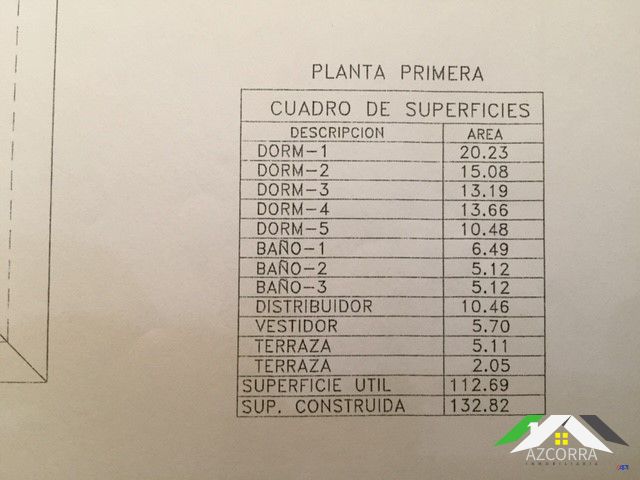 PLANTA PRIMERA
CUADRO DE SUPERFICIES
DESCRIPCION AREA
DORM-1 20.23
DORM-2 15.08
DORM-3 13.19
DORM-4 13.66
DORM-5 10.48
BAÑO-1 6.49
BAÑO-2 5.12
BAÑO-3 5.12
DISTRIBUIDOR 10.46
VESTIDOR 5.70
TERRAZA 5.11
TERRAZA 2.05
SUPERFICIE UTIL 112.69
SUP. CONSTRUIDA 132.82
AZCORRA
INMOBILIARIA